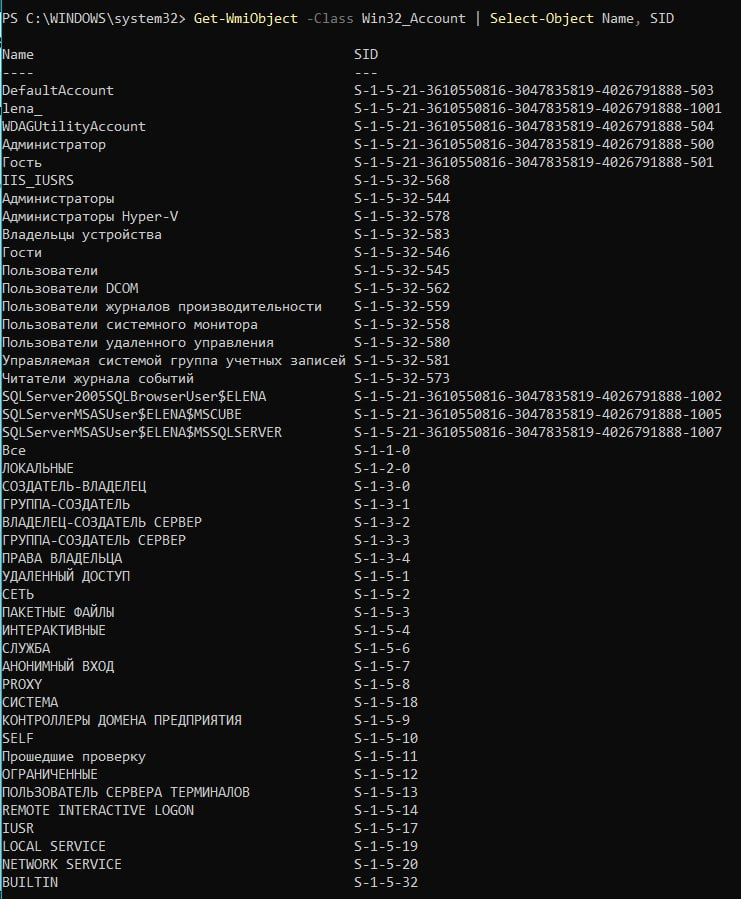 PS C:\WINDOWS\system32> Get-WmiObject -Class Win32_Account | Select-Object Name, SID
Name SID
---- ---
DefaultAccount S-1-5-21-3610550816-3047835819-4026791888-503
lena_ S-1-5-21-3610550816-3047835819-4026791888-1001
WDAGUtilityAccount S-1-5-21-3610550816-3047835819-4026791888-504
Администратор S-1-5-21-3610550816-3047835819-4026791888-500
Гость S-1-5-21-3610550816-3047835819-4026791888-501
IIS_IUSRS S-1-5-32-568
Администраторы S-1-5-32-544
Администраторы Hyper-V S-1-5-32-578
Владельцы устройства S-1-5-32-583
Гости S-1-5-32-546
Пользователи S-1-5-32-545
Пользователи DCOM S-1-5-32-562
Пользователи журналов производительности S-1-5-32-559
Пользователи системного монитора S-1-5-32-558
Пользователи удаленного управления S-1-5-32-580
Управляемая системой группа учетных записей S-1-5-32-581
Читатели журнала событий S-1-5-32-573
SQLServer2005SQLBrowserUser$ELENA S-1-5-21-3610550816-3047835819-4026791888-1002
SQLServerMSASUser$ELENA$MSCUBE S-1-5-21-3610550816-3047835819-4026791888-1005
SQLServerMSASUser$ELENA$MSSQLSERVER S-1-5-21-3610550816-3047835819-4026791888-1007
Все S-1-1-0
ЛОКАЛЬНЫЕ S-1-2-0
СОЗДАТЕЛЬ-ВЛАДЕЛЕЦ S-1-3-0
ГРУППА-СОЗДАТЕЛЬ S-1-3-1
ВЛАДЕЛЕЦ-СОЗДАТЕЛЬ СЕРВЕР S-1-3-2
ГРУППА-СОЗДАТЕЛЬ СЕРВЕР S-1-3-3
ПРАВА ВЛАДЕЛЬЦА S-1-3-4
УДАЛЕННЫЙ ДОСТУП S-1-5-1
СЕТЬ S-1-5-2
ПАКЕТНЫЕ ФАЙЛЫ S-1-5-3
ИНТЕРАКТИВНЫЕ S-1-5-4
СЛУЖБА S-1-5-6
АНОНИМНЫЙ ВХОД S-1-5-7
PROXY S-1-5-8
СИСТЕМА S-1-5-18
КОНТРОЛЛЕРЫ ДОМЕНА ПРЕДПРИЯТИЯ S-1-5-9
SELF S-1-5-10
Прошедшие проверку S-1-5-11
ОГРАНИЧЕННЫЕ S-1-5-12
ПОЛЬЗОВАТЕЛЬ СЕРВЕРА ТЕРМИНАЛОВ S-1-5-13
REMOTE INTERACTIVE LOGON S-1-5-14
IUSR S-1-5-17
LOCAL SERVICE S-1-5-19
NETWORK SERVICE S-1-5-20
BUILTIN S-1-5-32